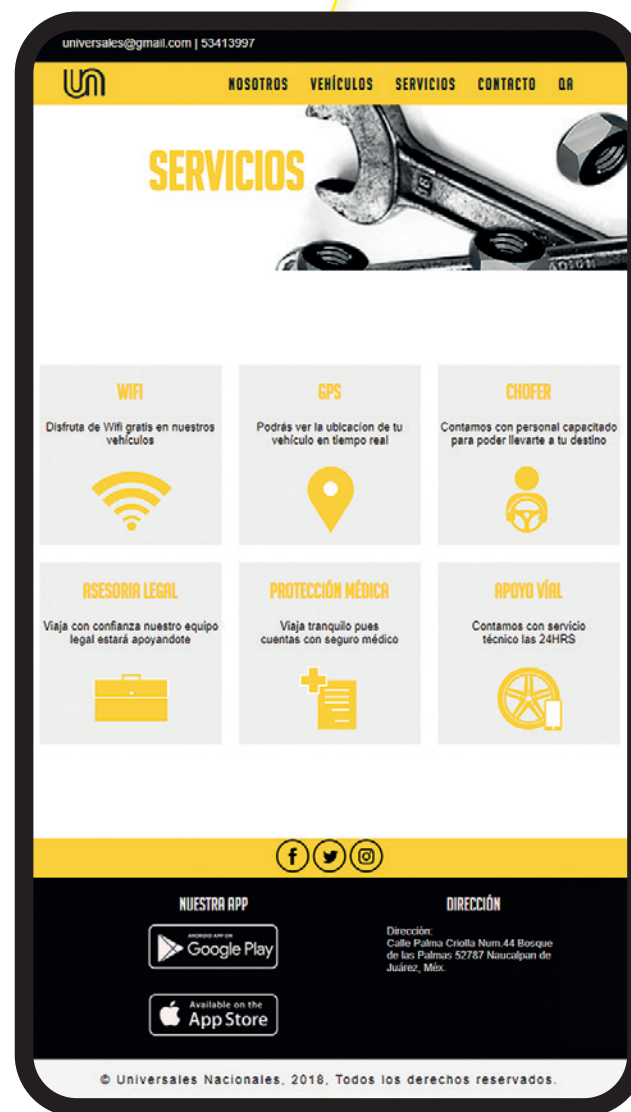 universales@gmail.com | 53413997
un
NOSOTROS VEHÍCULOS SERVICIOS CONTACTO QA
SERVICIOS
WIFI
Disfruta de Wifi gratis en nuestros
vehículos
GPS
Podrás ver la ubicacion de tu
vehículo en tiempo real
CHOFER
Contamos con personal capacitado
para poder llevarte a tu destino
ASESORIA LEGAL
Viaja con confianza nuestro equipo
legal estará apoyandote
PROTECCIÓN MÉDICA
Viaja tranquilo pues
cuentas con seguro médico
APOYO VÍAL
Contamos con servicio
técnico las 24HRS
NUESTRA APP
ANDROID APP ON
Google Play
Available on the
App Store
DIRECCIÓN
Dirección:
Calle Palma Criolla Num.44 Bosque
de las Palmas 52787 Naucalpan de
Juárez, Méx.
© Universales Nacionales, 2018, Todos los derechos reservados.